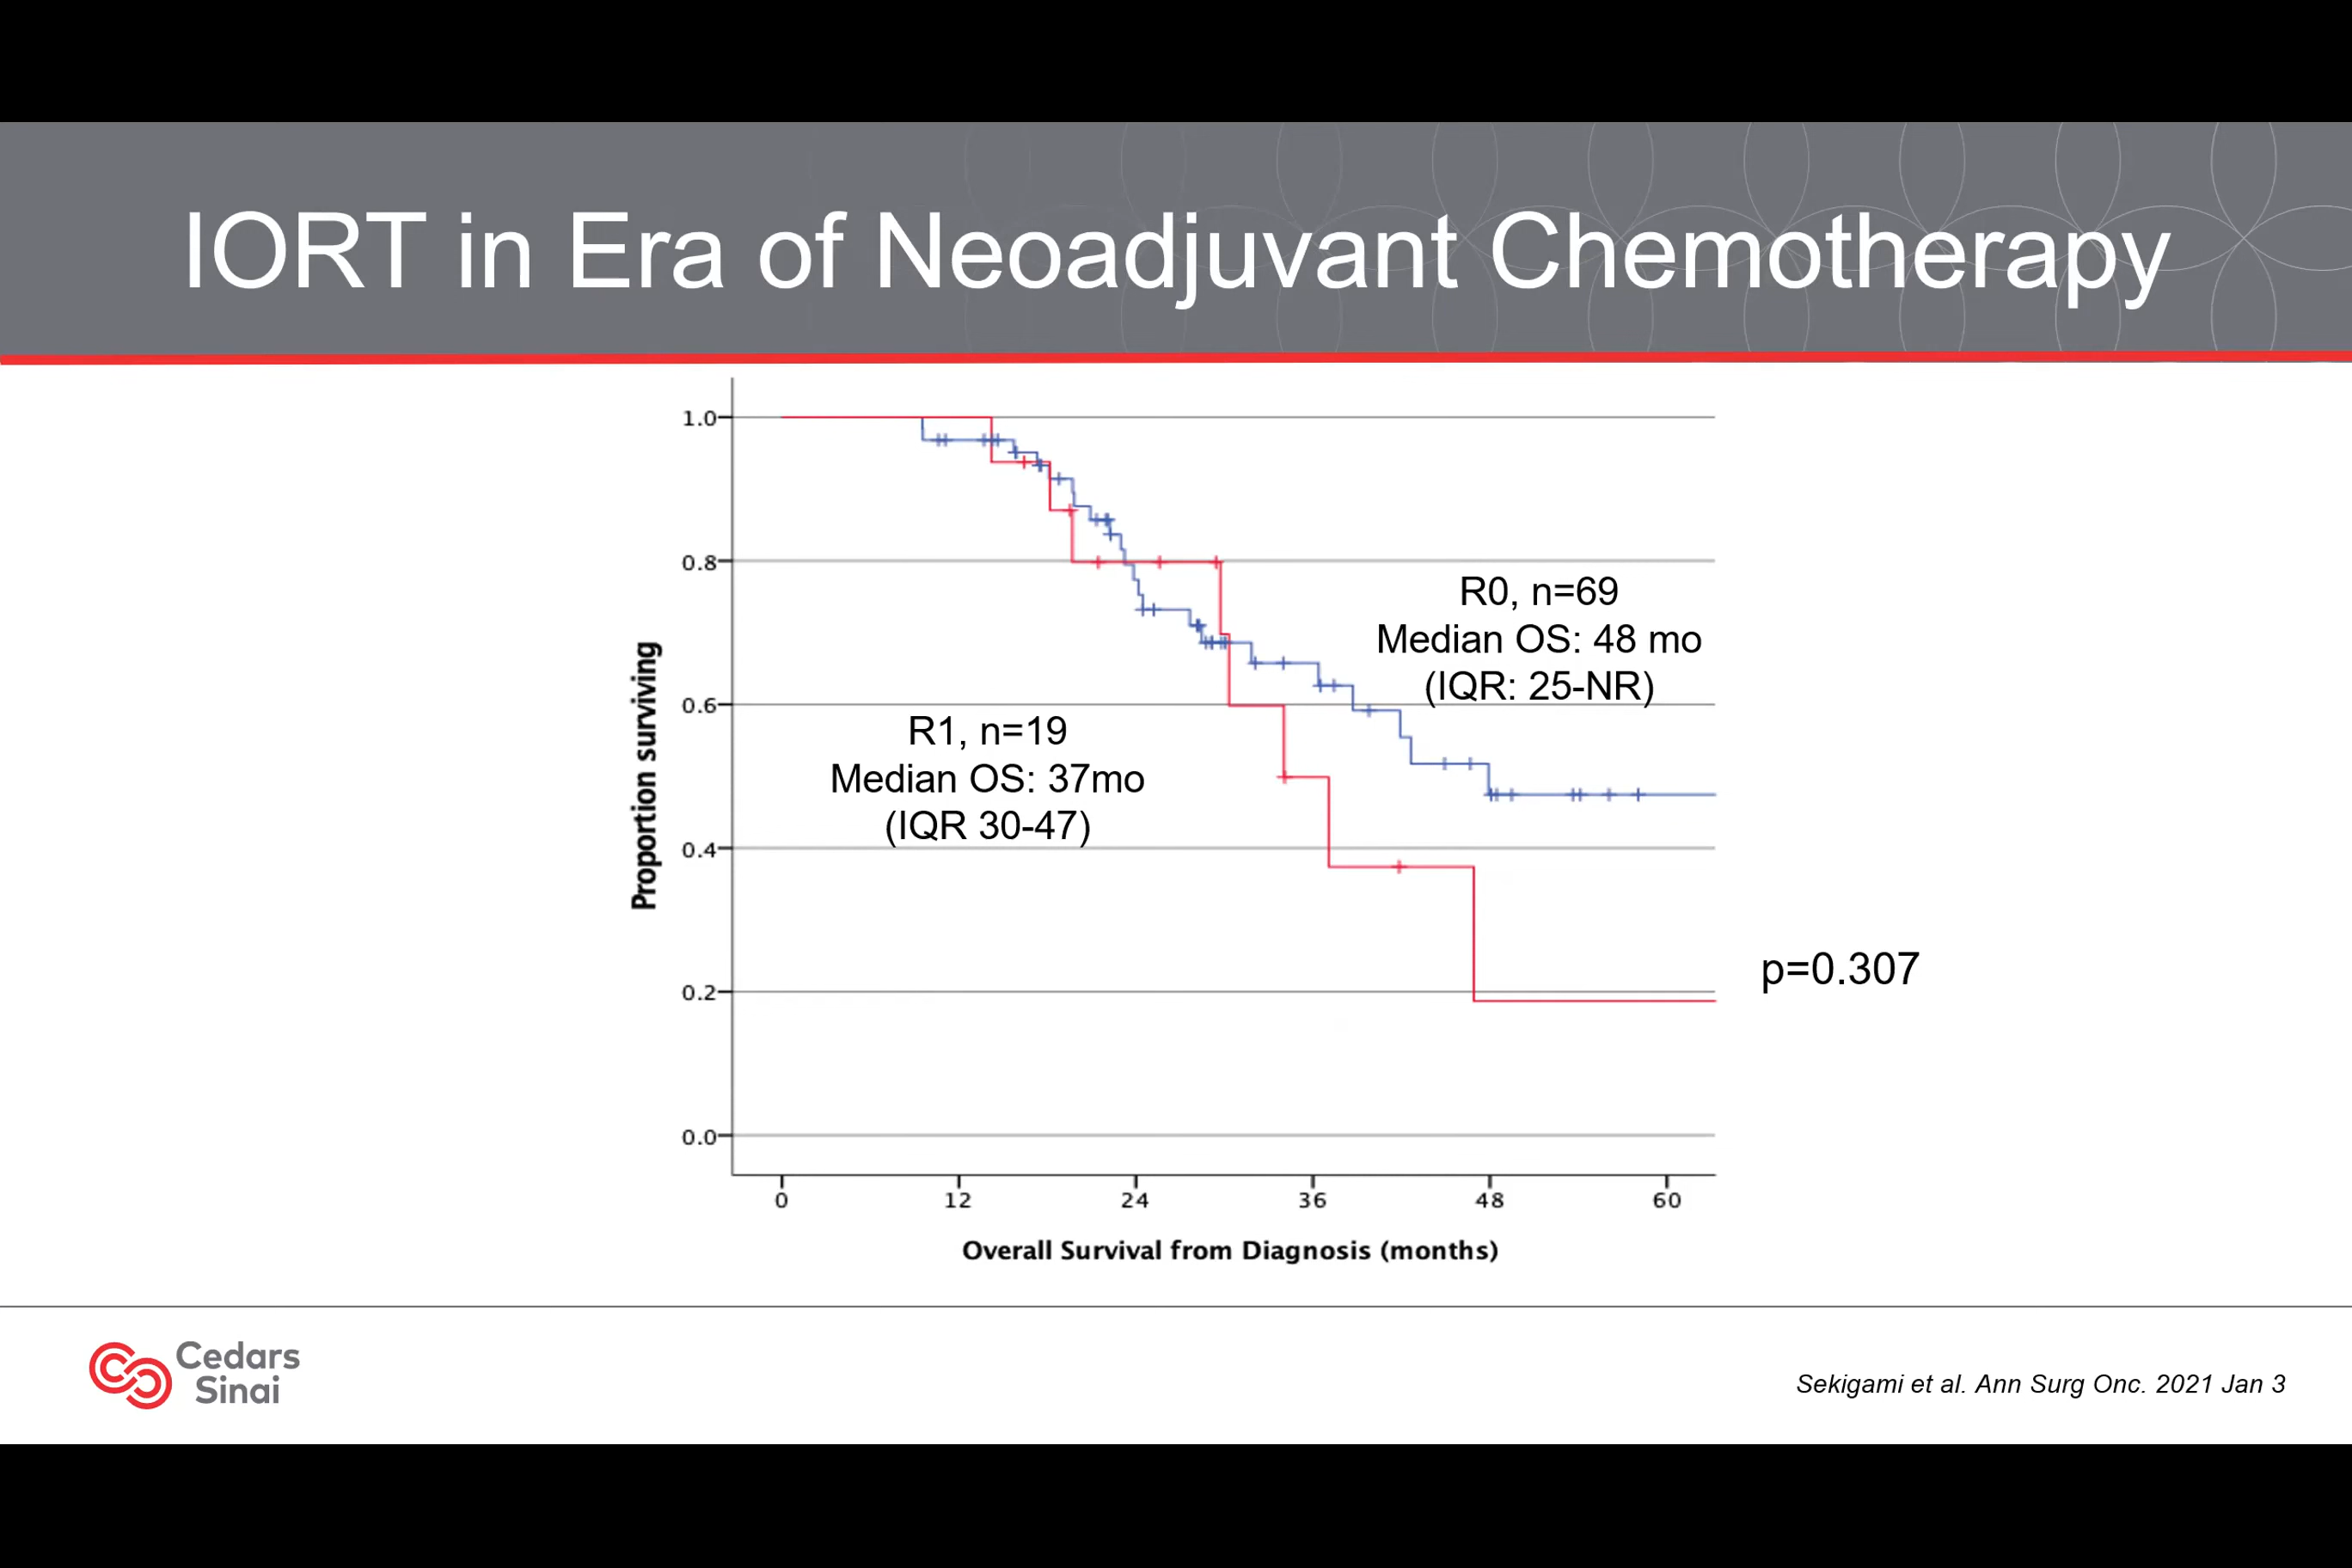 IORT in Era of Neoadjuvant Chemotherapy
1.0
0.8
0.6
0.4
0.2
0.0
Proportion surviving
R0, n=69
Median OS: 48 mo
(IQR: 25-NR)
R1, n=19
Median OS: 37mo
(IQR 30-47)
p=0.307
0 12 24 36 48 60
Overall Survival from Diagnosis (months)
Cedars
Sinai
Sekigami et al. Ann Surg Onc. 2021 Jan 3